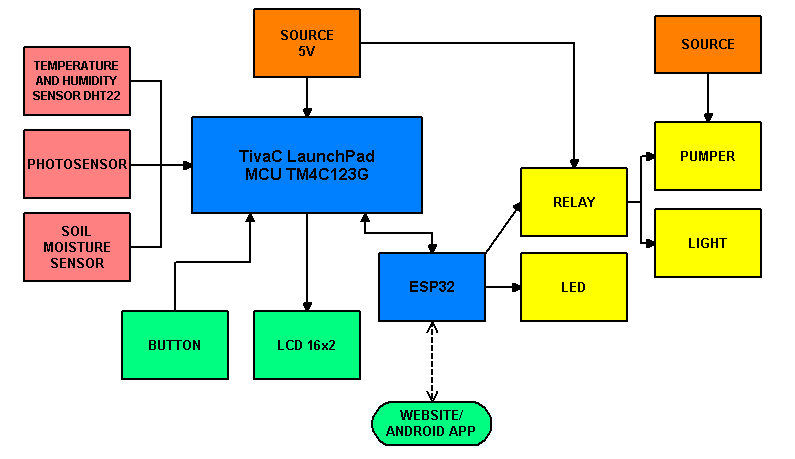 SOURCE
5V
SOURCE
TEMPERATURE
AND HUMIDITY
SENSOR DHT22
TivaC LaunchPad
MCU TM4C123G
PHOTOSENSOR
PUMPER
RELAY
SOIL
MOISTURE
SENSOR
LIGHT
ESP32
LED
BUTTON
LCD 16x2
WEBSITE/
ANDROID APP